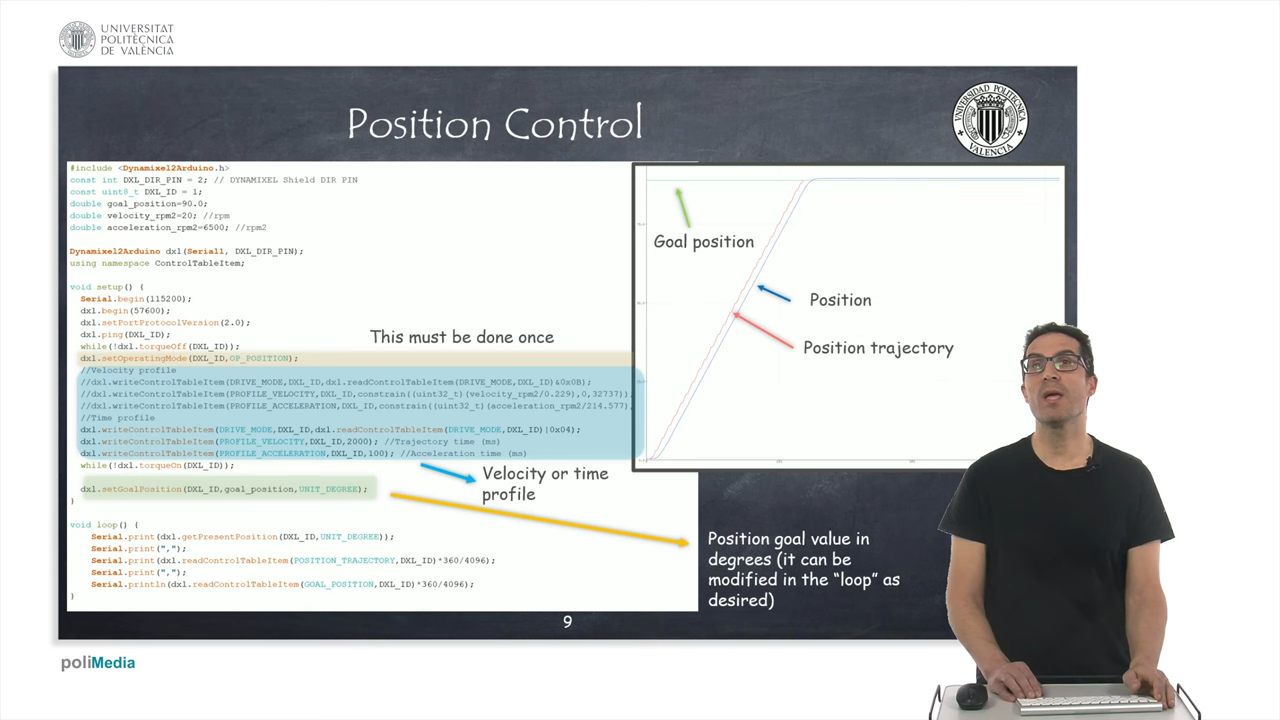 UNIVERSITAT
POLITÈCNICA
DE VALÈNCIA
Position Control
UNIVERSIDAD POLITECNICA
VALENCIA
#include <Dynamixel2Arduino.h>
const int DXL_DIR_PIN = 2; // DYNAMIXEL Shield DIR PIN
const uint8_t DXL_ID = 1;
double goal_position=90.0;
double velocity_rpm2=20; //rpm
double acceleration_rpm2=6500; //rpm2
Dynamixel2Arduino dxl(Serial1, DXL_DIR_PIN);
using namespace ControlTableItem;
void setup() {
Serial.begin(115200);
dxl.begin(57600);
dxl.setPortProtocolVersion(2.0);
dxl.ping(DXL_ID);
while(!dxl.torqueOff(DXL_ID));
dxl.setOperatingMode(DXL_ID,OP_POSITION);
//Velocity profile
//dxl.writeControlTableItem(DRIVE_MODE,DXL_ID,dxl.readControlTableItem(DRIVE_MODE,DXL_ID)&0x0B);
//dxl.writeControlTableItem(PROFILE_VELOCITY,DXL_ID,constrain((uint32_t)(velocity_rpm2/0.229),0,32737));
//dxl.writeControlTableItem(PROFILE_ACCELERATION,DXL_ID,constrain((uint32_t)(acceleration_rpm2/214.577),
//Time profile
dxl.writeControlTableItem(DRIVE_MODE,DXL_ID,dxl.readControlTableItem(DRIVE_MODE,DXL_ID)|0x04);
dxl.writeControlTableItem(PROFILE_VELOCITY,DXL_ID,2000); //Trajectory time (ms)
dxl.writeControlTableItem(PROFILE_ACCELERATION,DXL_ID,100); //Acceleration time (ms)
while(!dxl.torqueOn(DXL_ID));
dxl.setGoalPosition(DXL_ID,goal_position,UNIT_DEGREE);
}
void loop() {
Serial.print(dxl.getPresentPosition(DXL_ID,UNIT_DEGREE));
Serial.print(",");
Serial.print(dxl.readControlTableItem(POSITION_TRAJECTORY,DXL_ID)*360/4096);
Serial.print(",");
Serial.println(dxl.readControlTableItem(GOAL_POSITION,DXL_ID)*360/4096);
}
This must be done once
Velocity or time
profile
Goal position
Position
Position trajectory
Position goal value in
degrees (it can be
modified in the “loop” as
desired)
9
poliMedia